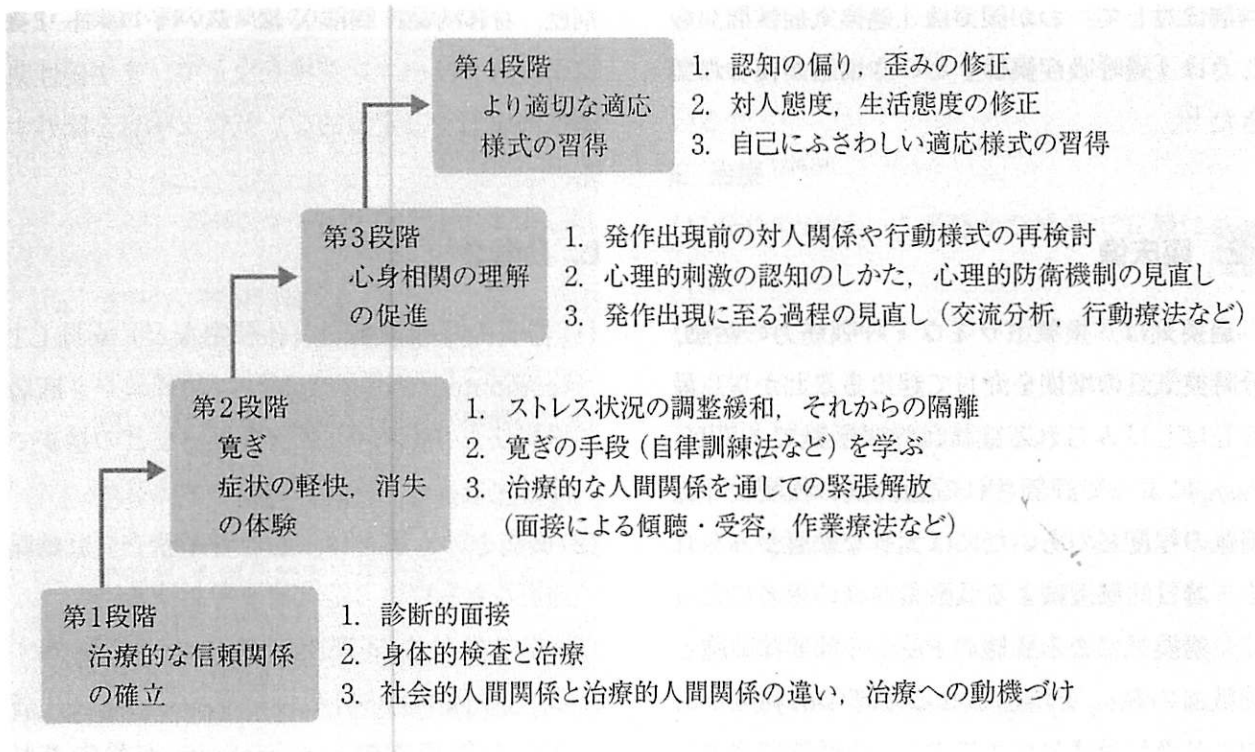 第4段階
より適切な適応
様式の習得
1. 認知の偏り，歪みの修正
2. 対人態度，生活態度の修正
3. 自己にふさわしい適応様式の習得
第3段階
心身相関の理解
の促進
1. 発作出現前の対人関係や行動様式の再検討
2. 心理的刺激の認知のしかた，心理的防衛機制の見直し
3. 発作出現に至る過程の見直し（交流分析，行動療法など）
第2段階
寛ぎ
症状の軽快，消失
の体験
1. ストレス状況の調整緩和，それからの隔離
2. 寛ぎの手段（自律訓練法など）を学ぶ
3. 治療的な人間関係を通しての緊張解放
（面接による傾聴・受容，作業療法など）
第1段階
治療的な信頼関係
の確立
1. 診断的面接
2. 身体的検査と治療
3. 社会的人間関係と治療的人間関係の違い，治療への動機づけ